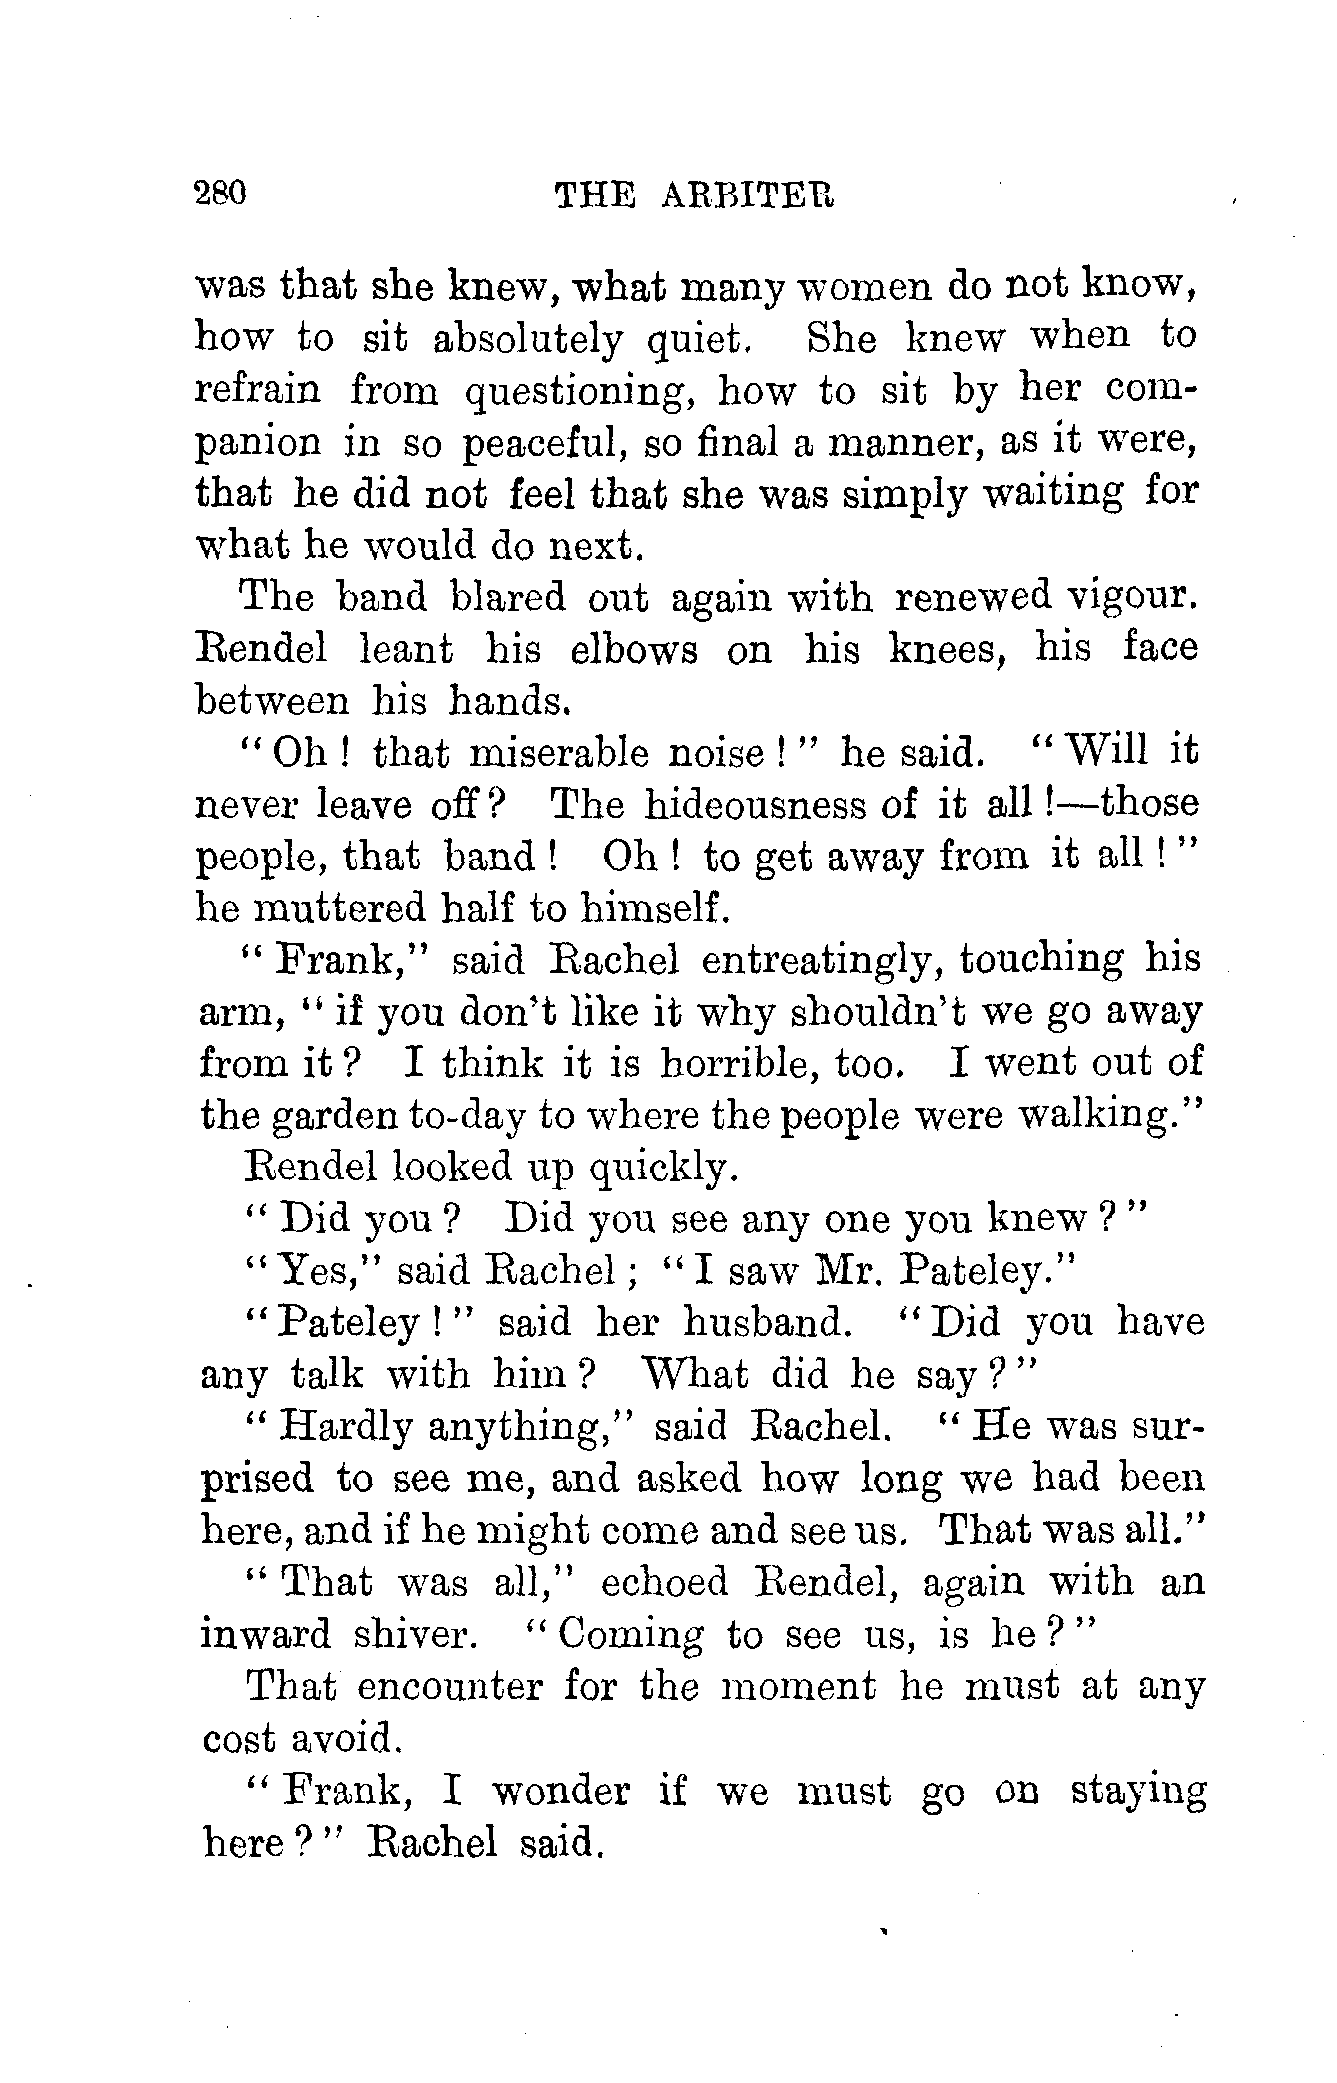 280 THE ARBITER
was that she knew, what many women do not know,
how to sit absolutely quiet. She knew when to
refrain from questioning, how to sit by her com-
panion in so peaceful, so final a manner, as it were,
that he did not feel that she was simply waiting for
what he would do next.
The band blared out again with renewed vigour.
Rendel leant his elbows on his knees, his face
between his hands.
“ Oh ! that miserable noise ! ” he said. “ Will it
never leave off ? The hideousness of it all !—those
people, that band ! Oh ! to get away from it all ! ”
he muttered half to himself.
“ Frank,” said Rachel entreatingly, touching his
arm, “ if you don’t like it why shouldn’t we go away
from it ? I think it is horrible, too. I went out of
the garden to-day to where the people were walking.”
Rendel looked up quickly.
“ Did you ? Did you see any one you knew ? ”
“ Yes,” said Rachel ; “ I saw Mr. Pateley.”
“ Pateley ! ” said her husband. “ Did you have
any talk with him ? What did he say ? ”
“ Hardly anything,” said Rachel. “ He was sur-
prised to see me, and asked how long we had been
here, and if he might come and see us. That was all.”
“ That was all,” echoed Rendel, again with an
inward shiver. “ Coming to see us, is he ? ”
That encounter for the moment he must at any
cost avoid.
“ Frank, I wonder if we must go on staying
here ? ” Rachel said.